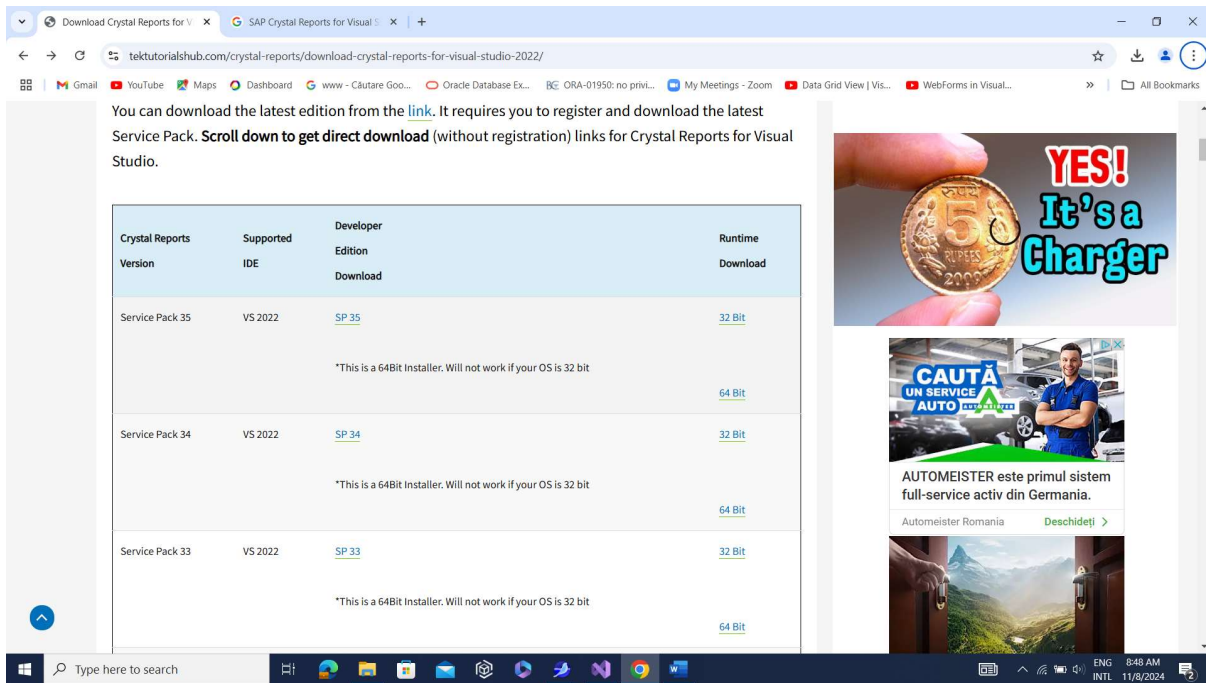 Download Crystal Reports for V
SAP Crystal Reports for Visual S
tektutorialshub.com/crystal-reports/download-crystal-reports-for-visual-studio-2022/
Gmail YouTube Maps Dashboard www - Căutare Goo... Oracle Database Ex... ORA-01950: no privi... My Meetings - Zoom Data Grid View | Vis... WebForms in Visual... » All Bookmarks
You can download the latest edition from the link. It requires you to register and download the latest
Service Pack. Scroll down to get direct download (without registration) links for Crystal Reports for Visual
Studio.
Crystal Reports Version Supported IDE Developer Edition Download Runtime Download
Service Pack 35 VS 2022 SP 35 32 Bit
*This is a 64Bit Installer. Will not work if your OS is 32 bit
64 Bit
Service Pack 34 VS 2022 SP 34 32 Bit
*This is a 64Bit Installer. Will not work if your OS is 32 bit
64 Bit
Service Pack 33 VS 2022 SP 33 32 Bit
*This is a 64Bit Installer. Will not work if your OS is 32 bit
64 Bit
YES!
It's a
Charger
5
RUPEES
2009
CAUTĂ
UN SERVICE
AUTO AUTOMEISTER
AUTOMEISTER este primul sistem
full-service activ din Germania.
Automeister Romania Deschideți >
Type here to search
ENG 8:48 AM
INTL 11/8/2024
2